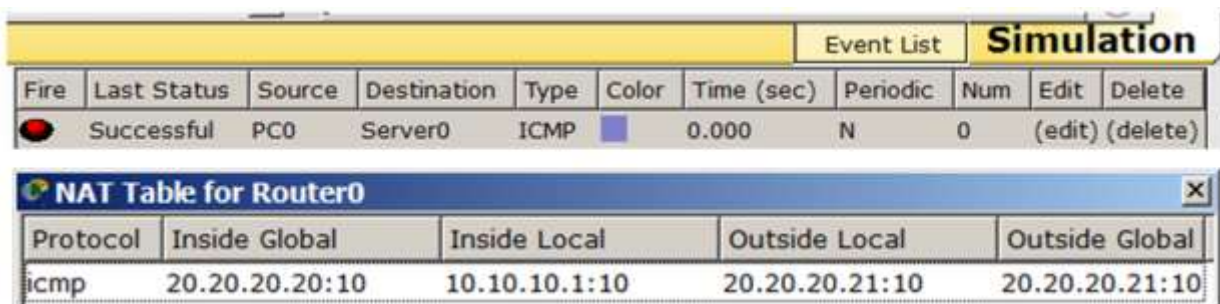 Event List Simulation
Fire Last Status Source Destination Type Color Time (sec) Periodic Num Edit Delete
Successful PC0 Server0 ICMP 0.000 N 0 (edit) (delete)
NAT Table for Router0
Protocol Inside Global Inside Local Outside Local Outside Global
icmp 20.20.20.20:10 10.10.10.1:10 20.20.20.21:10 20.20.20.21:10